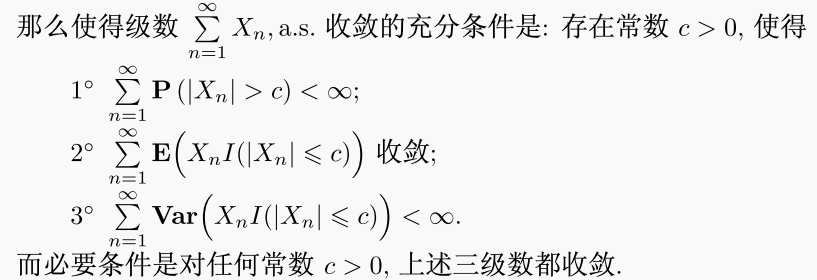 那么使得级数 $\sum_{n=1}^{\infty} X_n$, a.s. 收敛的充分条件是: 存在常数 $c > 0$, 使得
1° $\sum_{n=1}^{\infty} \mathbf{P}(|X_n| > c) < \infty$;
2° $\sum_{n=1}^{\infty} \mathbf{E}\Big(X_n I(|X_n| \leqslant c)\Big)$ 收敛;
3° $\sum_{n=1}^{\infty} \mathbf{Var}\Big(X_n I(|X_n| \leqslant c)\Big) < \infty$.
而必要条件是对任何常数 $c > 0$, 上述三级数都收敛.